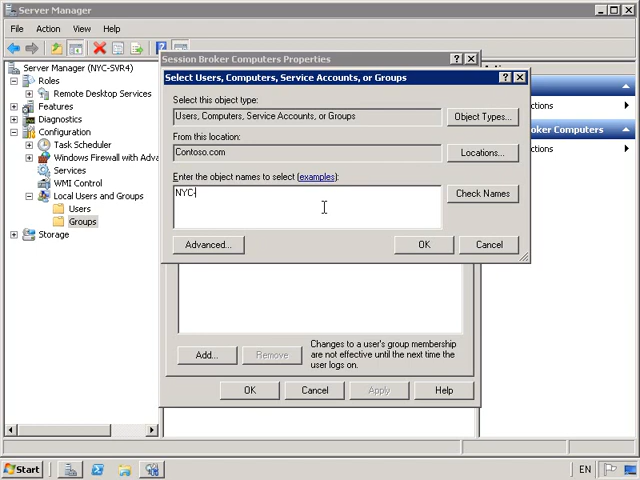 Server Manager
File Action View Help
Server Manager (NYC-SVR4)
Roles
Remote Desktop Services
Features
Diagnostics
Configuration
Task Scheduler
Windows Firewall with Adva
Services
WMI Control
Local Users and Groups
Users
Groups
Storage
Session Broker Computers Properties
Select Users, Computers, Service Accounts, or Groups
Select this object type:
Users, Computers, Service Accounts, or Groups
Object Types...
From this location:
Contoso.com
Locations...
Enter the object names to select (examples):
NYC-
Check Names
Advanced...
OK
Cancel
Add...
Remove
Changes to a user's group membership
are not effective until the next time the
user logs on.
OK
Cancel
Apply
Help
ctions
oker Computers
ctions
Start
EN